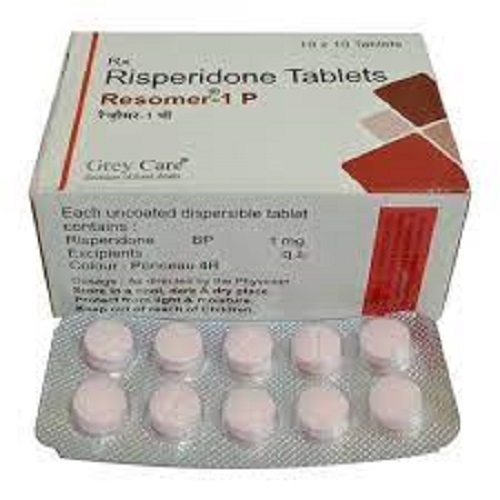 10 x 10 Tablets
Rx
Risperidone Tablets
Resomer®-1 P
रेसोमर-1 पी
Grey Care®
Each uncoated dispersible tablet
contains :
Risperidone BP 1 mg.
Excipients q.s.
Colour : Ponceau 4R
Dosage : As directed by the Physician
Store in a cool, dark & dry place
Protect from light & moisture.
Keep out of reach of Children.